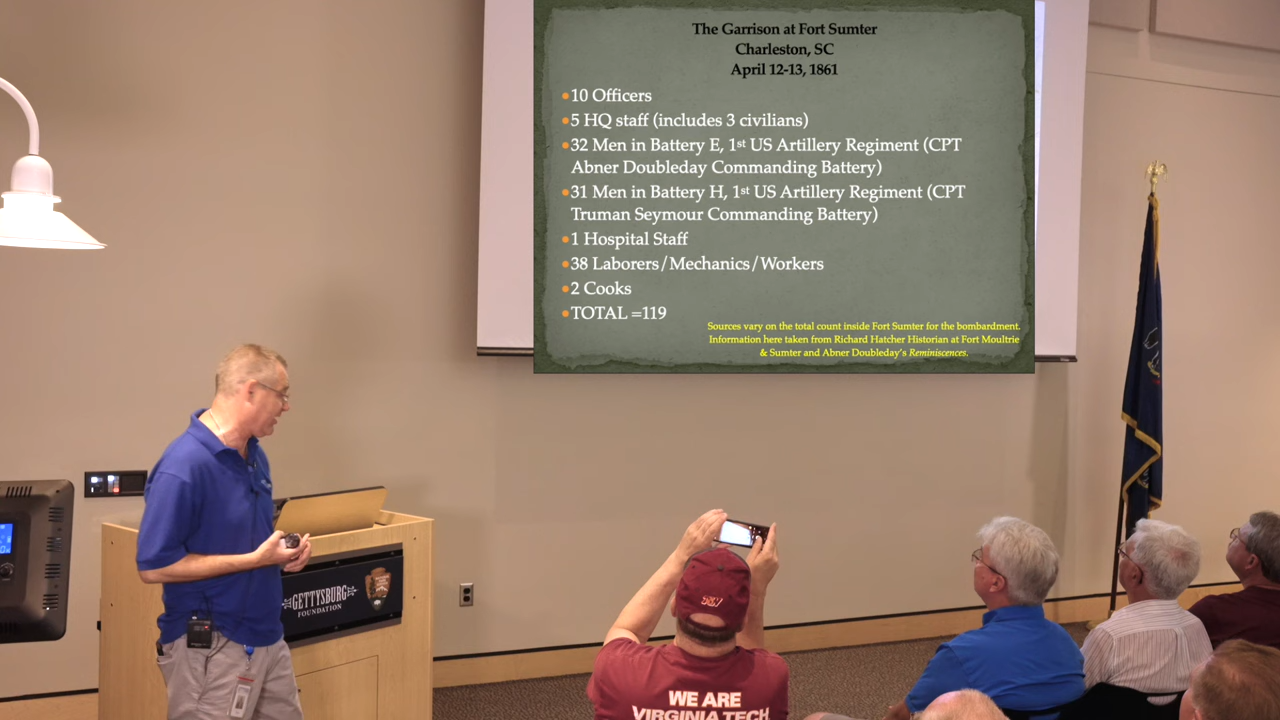 The Garrison at Fort Sumter
Charleston, SC
April 12-13, 1861
•10 Officers
•5 HQ staff (includes 3 civilians)
•32 Men in Battery E, 1st US Artillery Regiment (CPT
Abner Doubleday Commanding Battery)
•31 Men in Battery H, 1st US Artillery Regiment (CPT
Truman Seymour Commanding Battery)
•1 Hospital Staff
•38 Laborers/Mechanics/Workers
•2 Cooks
•TOTAL =119
Sources vary on the total count inside Fort Sumter for the bombardment.
Information here taken from Richard Hatcher Historian at Fort Moultrie
& Sumter and Abner Doubleday's Reminiscences.
GETTYSBURG
FOUNDATION
WE ARE
VIRGINIA TECH